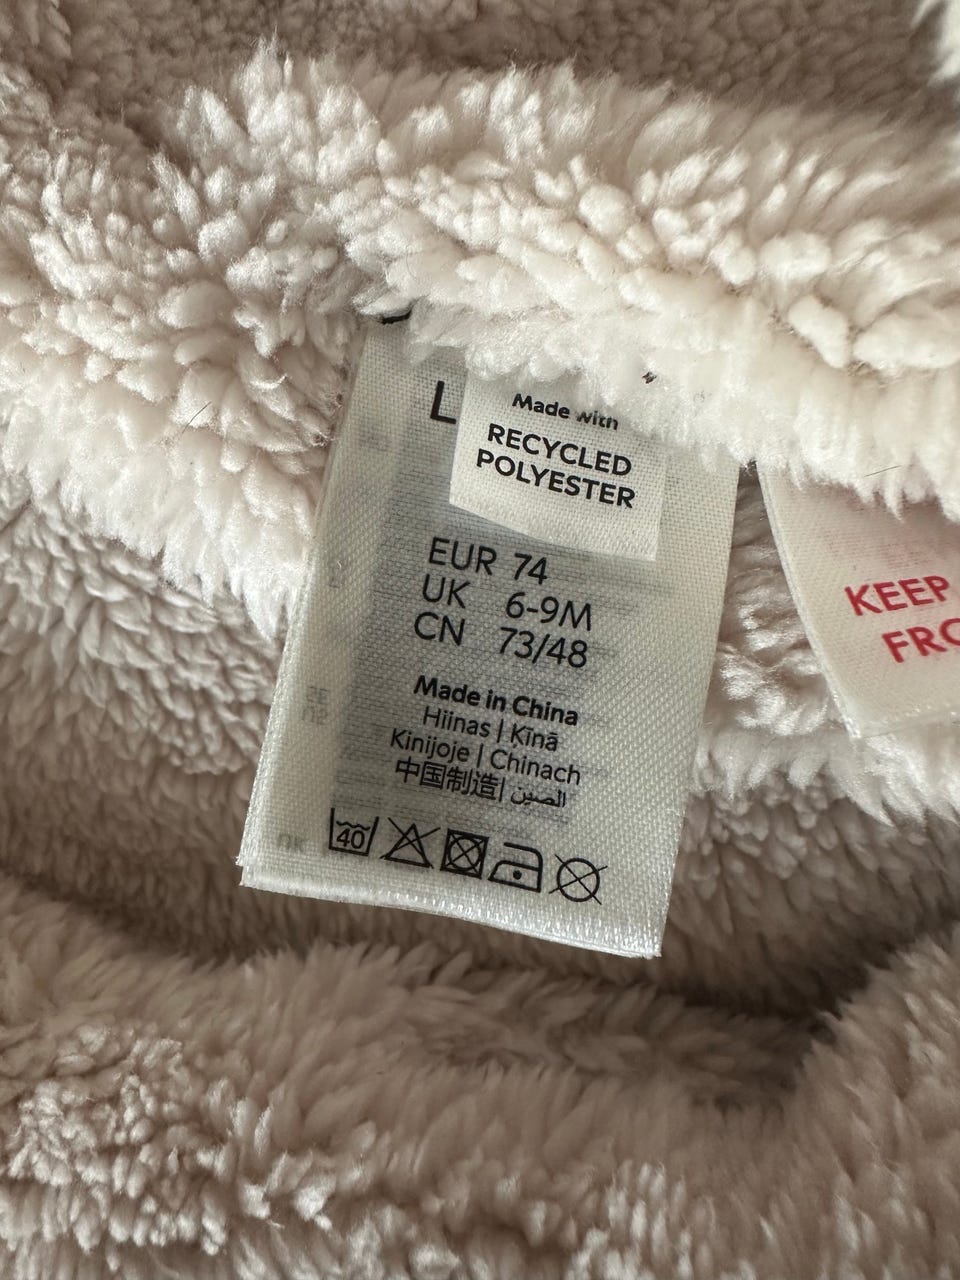 L
Made with
RECYCLED
POLYESTER
EUR 74
UK 6-9M
CN 73/48
Made in China
Hiinas | Ķīnā
Kinijoje | Chinach
中国制造| الصين
40
KEEP
FRO